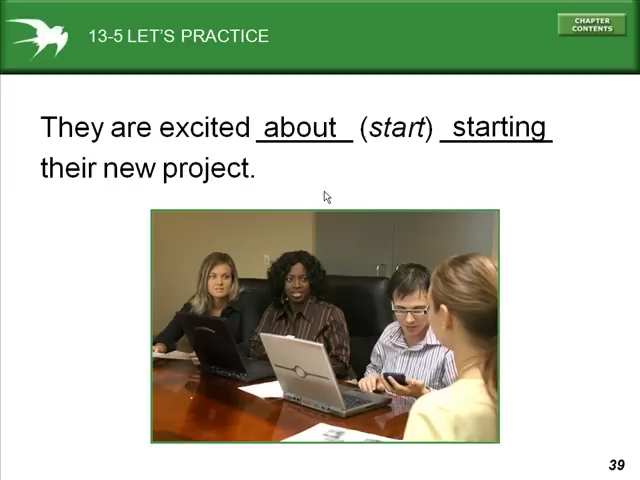 13-5 LET'S PRACTICE
CHAPTER
CONTENTS
They are excited about (start) starting
their new project.
39